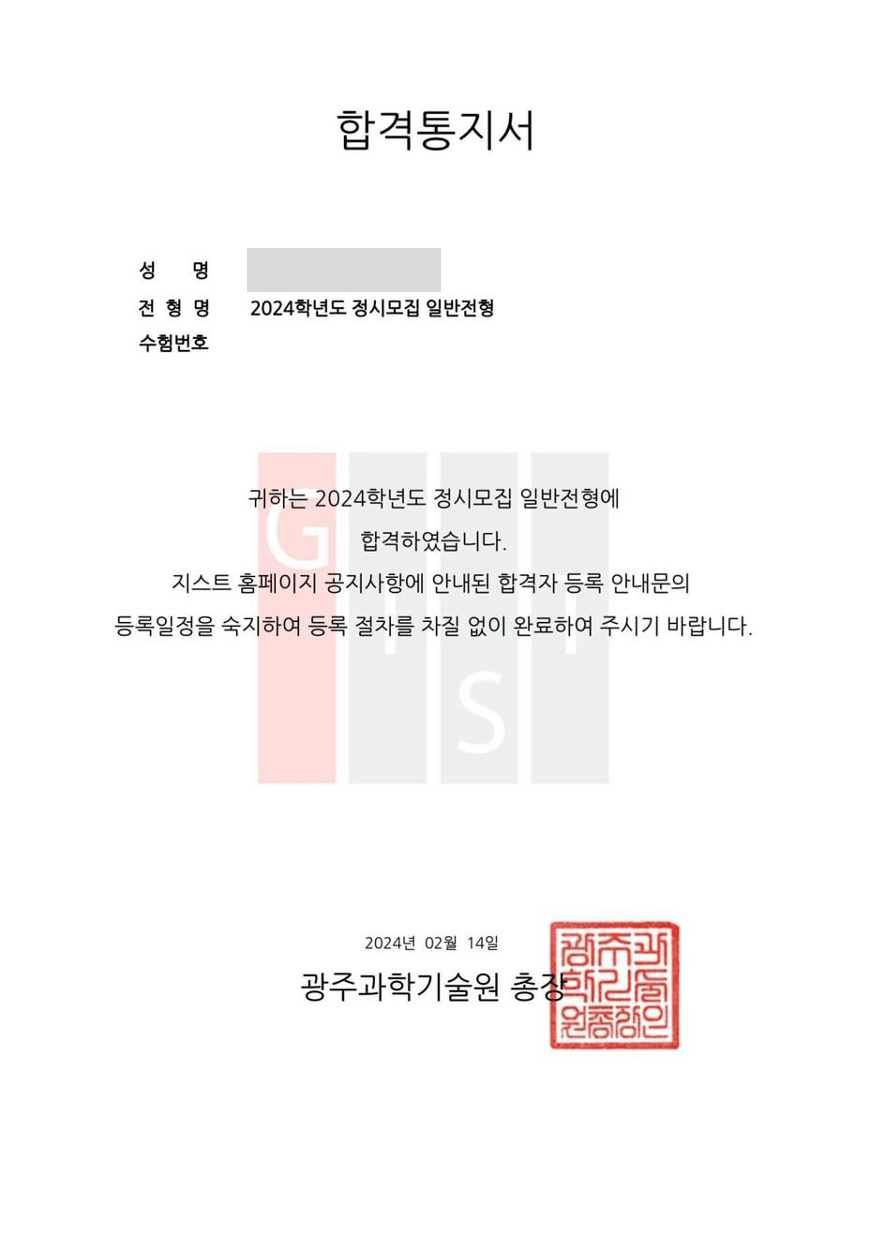 합격통지서
성 명
전 형 명 2024학년도 정시모집 일반전형
수험번호
귀하는 2024학년도 정시모집 일반전형에
합격하였습니다.
지스트 홈페이지 공지사항에 안내된 합격자 등록 안내문의
등록일정을 숙지하여 등록 절차를 차질 없이 완료하여 주시기 바랍니다.
G I S T
2024년 02월 14일
광주과학기술원 총장
광주과
학기술
원총장인